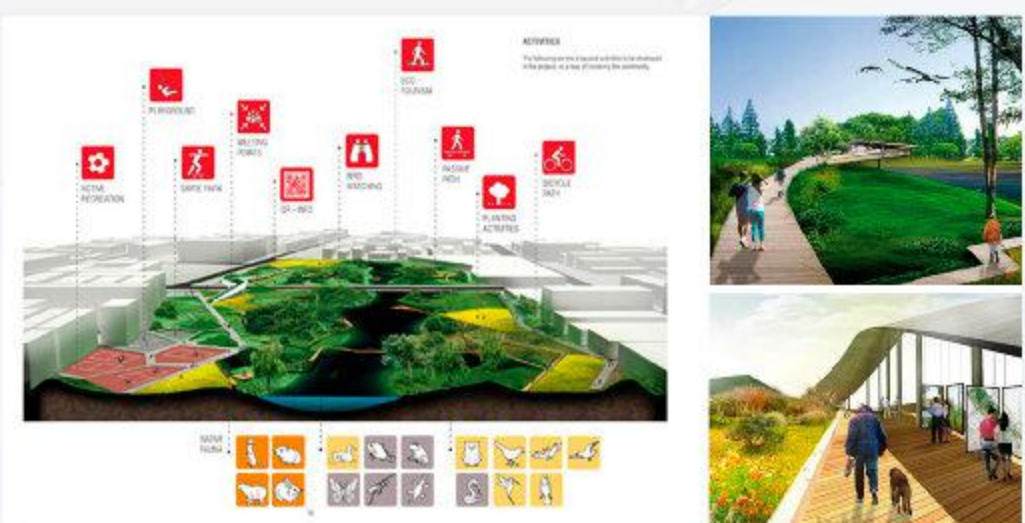 ACTIVITIES
ECO -
TOURISM
PLAYGROUND
MEETING
POINTS
ACTIVE
RECREATION
SKATE PARK
QR - INFO
BIRD
WATCHING
PASSIVE
PATH
PLANTING
ACTIVITIES
BICYCLE
PATH
NATIVE
FAUNA